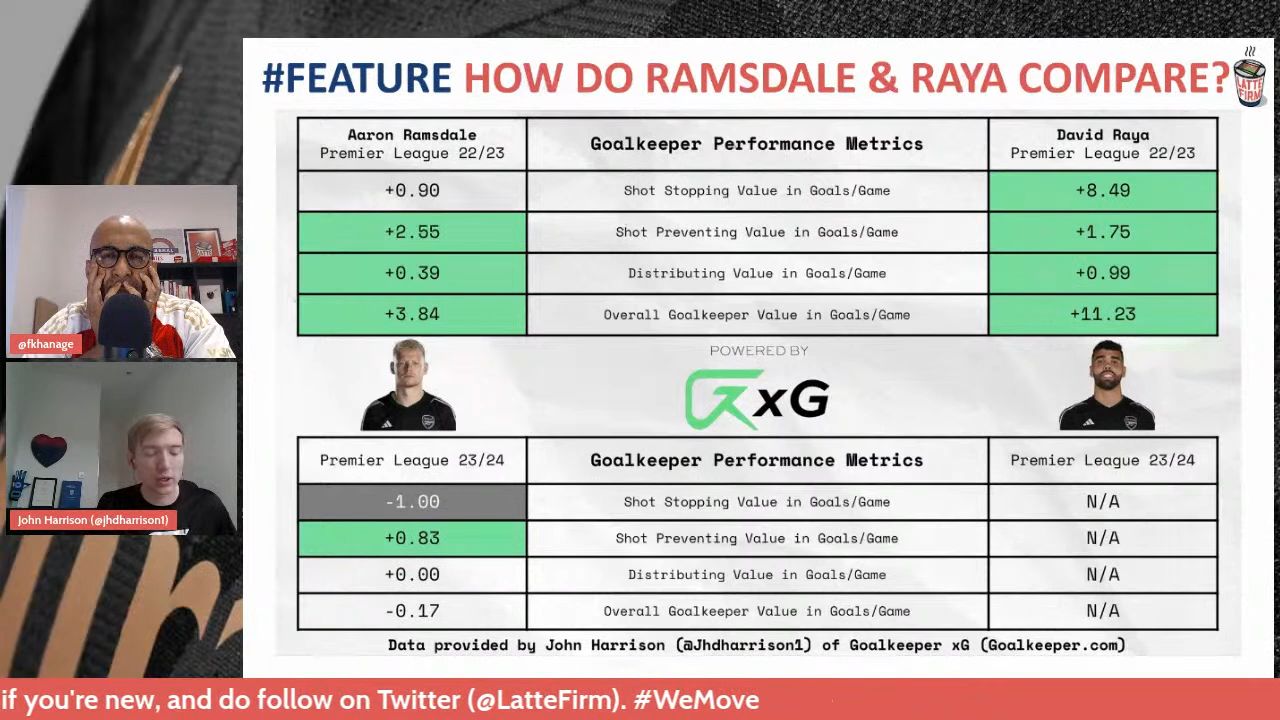 #FEATURE HOW DO RAMSDALE & RAYA COMPARE?
LATTE
FIRM
Aaron Ramsdale
Premier League 22/23
Goalkeeper Performance Metrics
David Raya
Premier League 22/23
+0.90 Shot Stopping Value in Goals/Game +8.49
+2.55 Shot Preventing Value in Goals/Game +1.75
+0.39 Distributing Value in Goals/Game +0.99
+3.84 Overall Goalkeeper Value in Goals/Game +11.23
POWERED BY
xG
Premier League 23/24 Goalkeeper Performance Metrics Premier League 23/24
-1.00 Shot Stopping Value in Goals/Game N/A
+0.83 Shot Preventing Value in Goals/Game N/A
+0.00 Distributing Value in Goals/Game N/A
-0.17 Overall Goalkeeper Value in Goals/Game N/A
Data provided by John Harrison (@Jhdharrison1) of Goalkeeper xG (Goalkeeper.com)
@fkhanage
John Harrison (@jhdharrison1)
if you're new, and do follow on Twitter (@LatteFirm). #WeMove